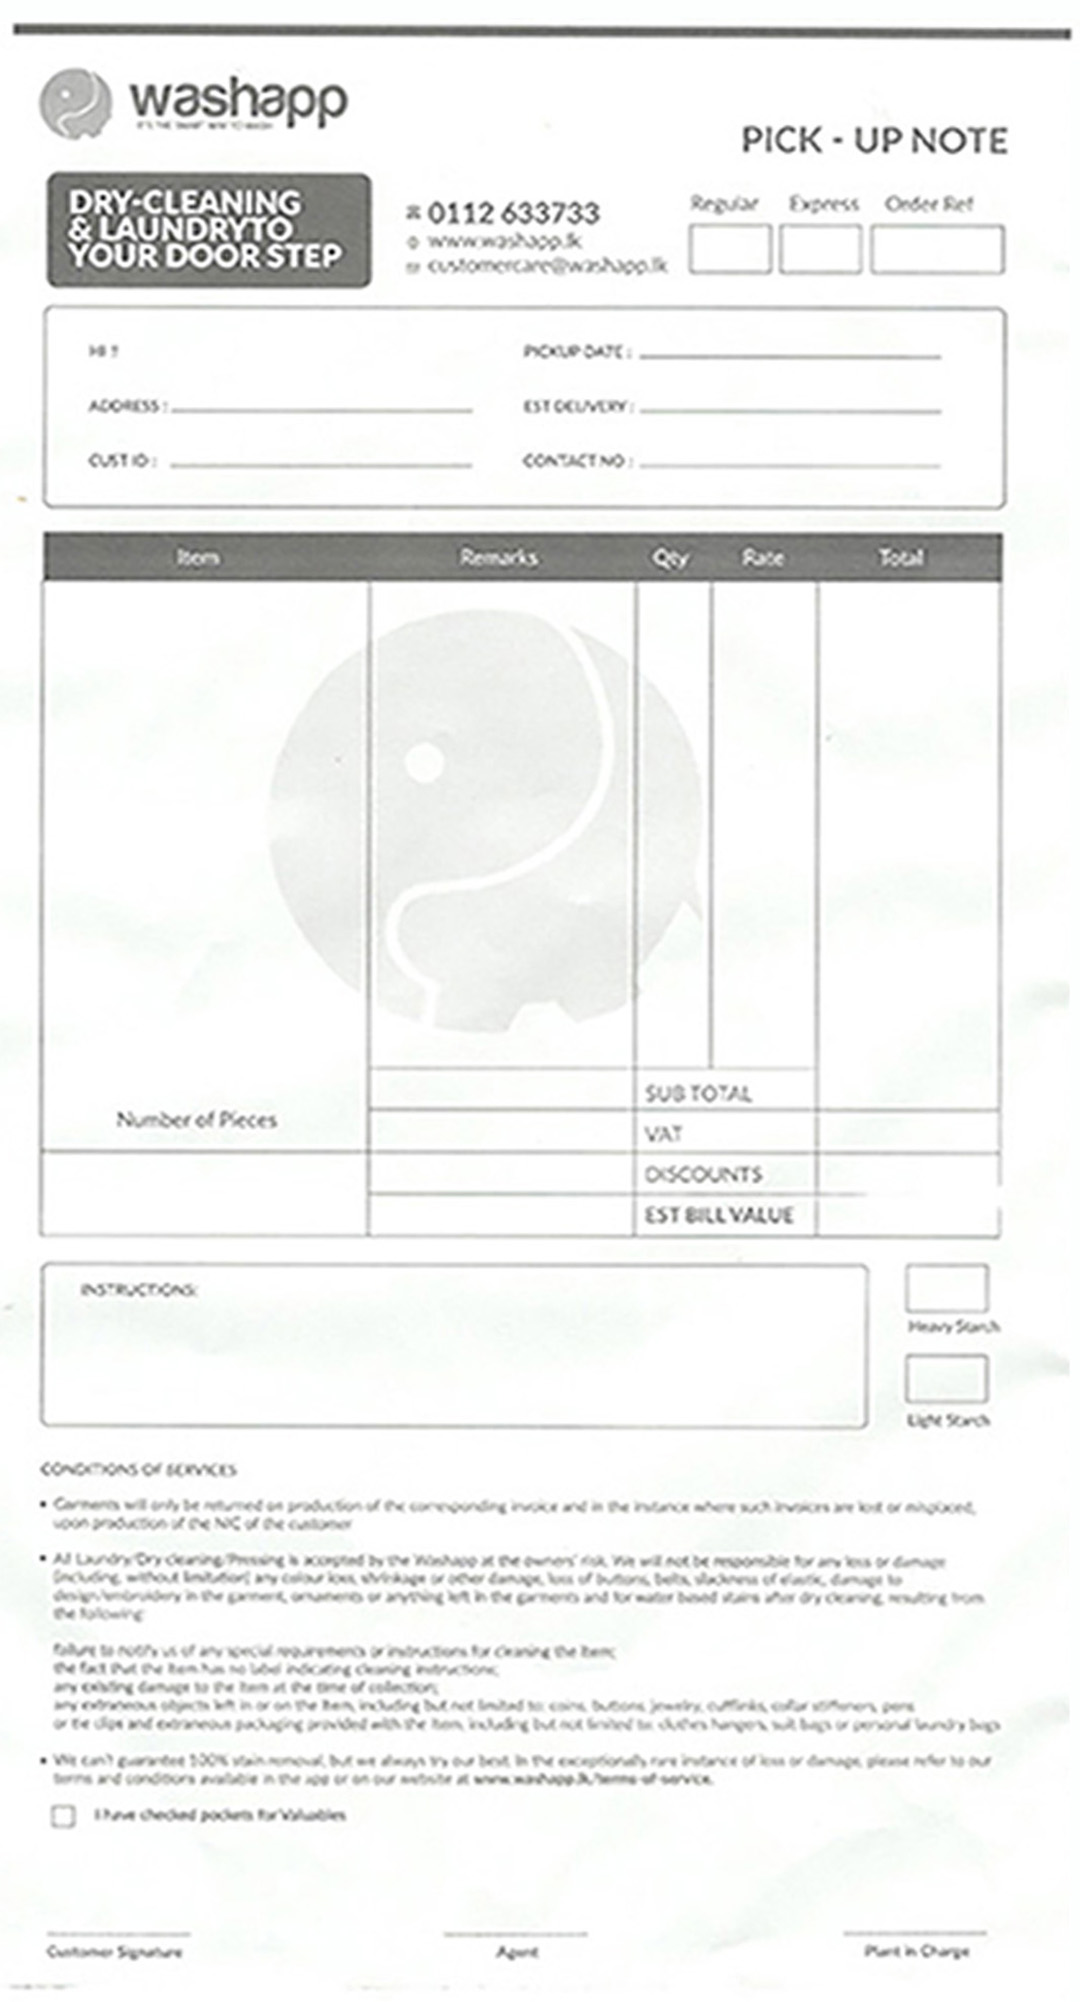 washapp
IT'S THE SMART WAY TO WASH
PICK - UP NOTE
DRY-CLEANING
& LAUNDRYTO
YOUR DOOR STEP
0112 633733
www.washapp.lk
customercare@washapp.lk
Regular Express Order Ref
HI !! PICKUP DATE :
ADDRESS : EST DELIVERY :
CUST ID : CONTACT NO :
Item Remarks Qty Rate Total
SUB TOTAL
Number of Pieces
VAT
DISCOUNTS
EST BILL VALUE
INSTRUCTIONS:
Heavy Starch
Light Starch
CONDITIONS OF SERVICES
• Garments will only be returned on production of the corresponding invoice and in the instance where such invoices are lost or misplaced,
upon production of the NIC of the customer
• All Laundry/Dry cleaning/Pressing is accepted by the Washapp at the owners' risk. We will not be responsible for any loss or damage
(including, without limitation) any colour loss, shrinkage or other damage, loss of buttons, belts, slackness of elastic, damage to
design/embroidery in the garment, ornaments or anything left in the garments and for water based stains after dry cleaning, resulting from
the following:
failure to notify us of any special requirements or instructions for cleaning the Item;
the fact that the Item has no label indicating cleaning instructions;
any existing damage to the Item at the time of collection;
any extraneous objects left in or on the Item, including but not limited to: coins, buttons, jewelry, cufflinks, collar stiffeners, pens
or tie clips and extraneous packaging provided with the Item, including but not limited to: clothes hangers, suit bags or personal laundry bags
• We can't guarantee 100% stain removal, but we always try our best. In the exceptionally rare instance of loss or damage, please refer to our
terms and conditions available in the app or on our website at www.washapp.lk/terms-of-service.
I have checked pockets for Valuables
Customer Signature Agent Plant in Charge